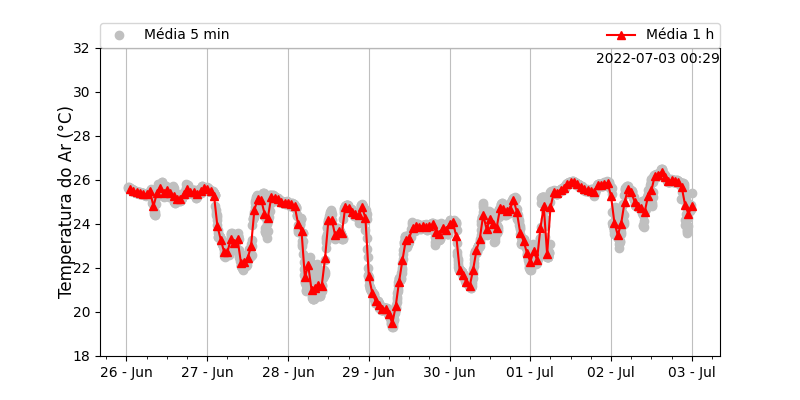 Média 5 min
Média 1 h
2022-07-03 00:29
Temperatura do Ar (°C)
32
30
28
26
24
22
20
18
26 - Jun
27 - Jun
28 - Jun
29 - Jun
30 - Jun
01 - Jul
02 - Jul
03 - Jul